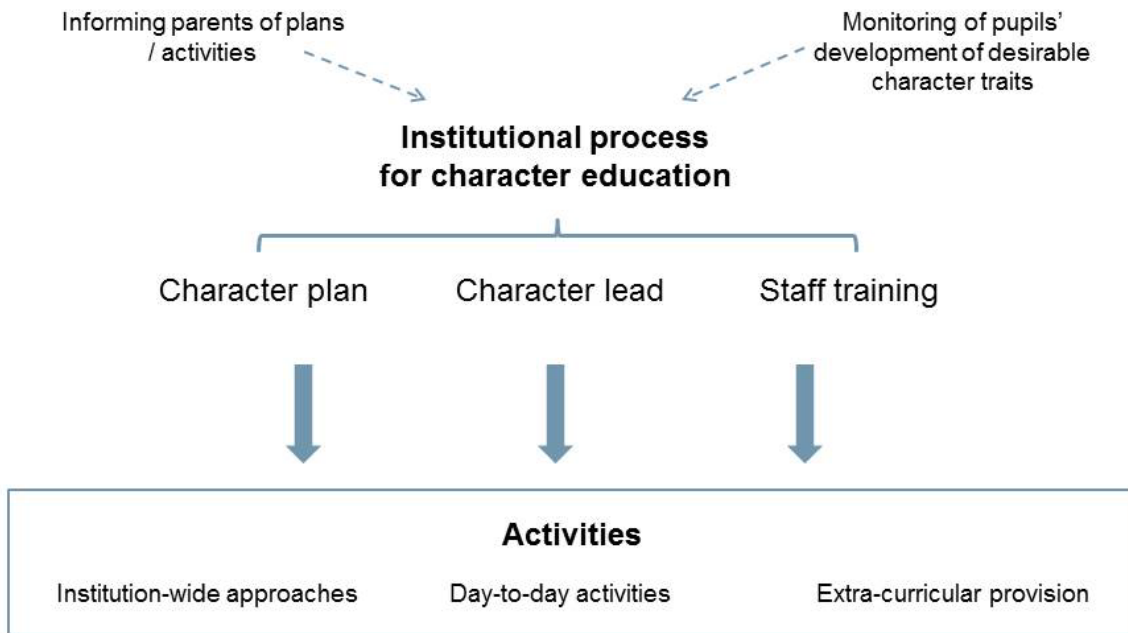 Informing parents of plans
/ activities
Monitoring of pupils’
development of desirable
character traits
Institutional process
for character education
Character plan
Character lead
Staff training
Activities
Institution-wide approaches
Day-to-day activities
Extra-curricular provision